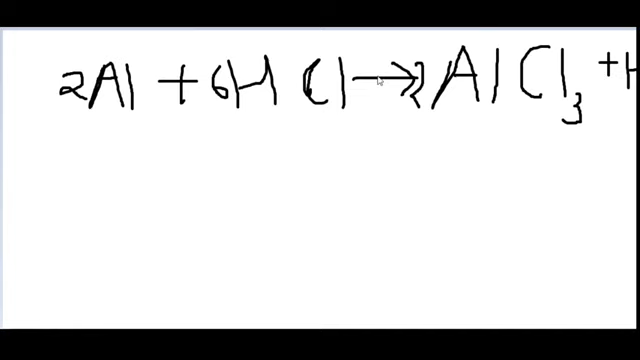 2Al + 6HCl → 2AlCl₃ + H